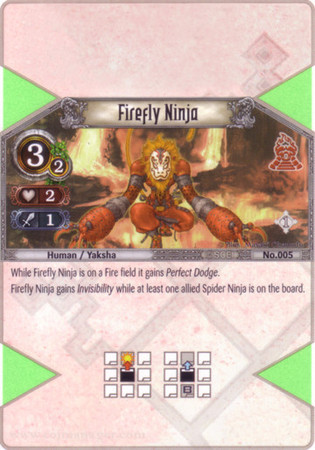 Firefly Ninja
3
2
2
1
1
Human / Yaksha
No.005
While Firefly Ninja is on a Fire field it gains Perfect Dodge.
Firefly Ninja gains Invisibility while at least one allied Spider Ninja is on the board.